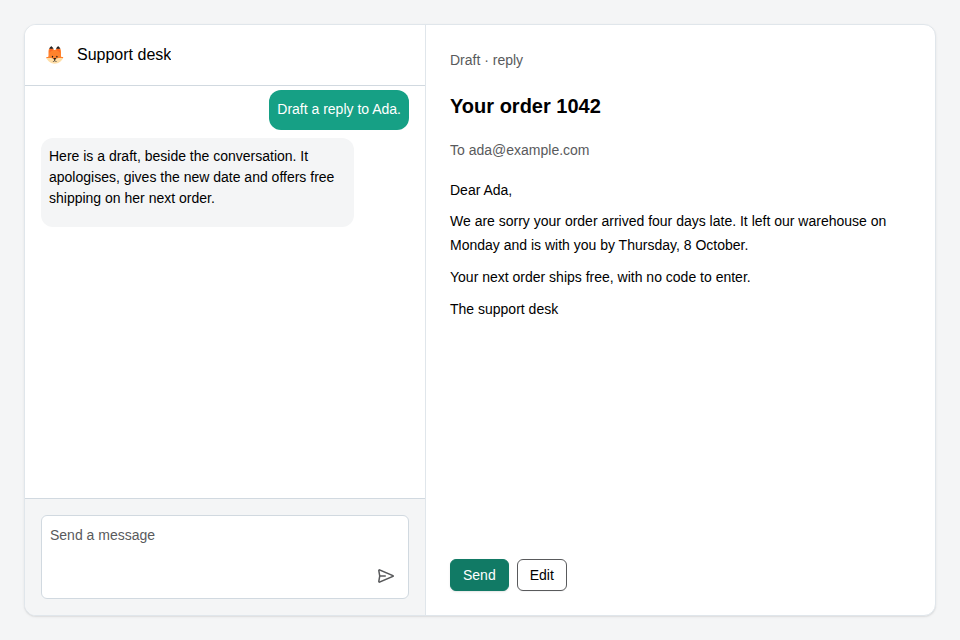 Support desk
Draft a reply to Ada.
Here is a draft, beside the conversation. It
apologises, gives the new date and offers free
shipping on her next order.
Send a message
Draft · reply
Your order 1042
To ada@example.com
Dear Ada,
We are sorry your order arrived four days late. It left our warehouse on
Monday and is with you by Thursday, 8 October.
Your next order ships free, with no code to enter.
The support desk
Send
Edit